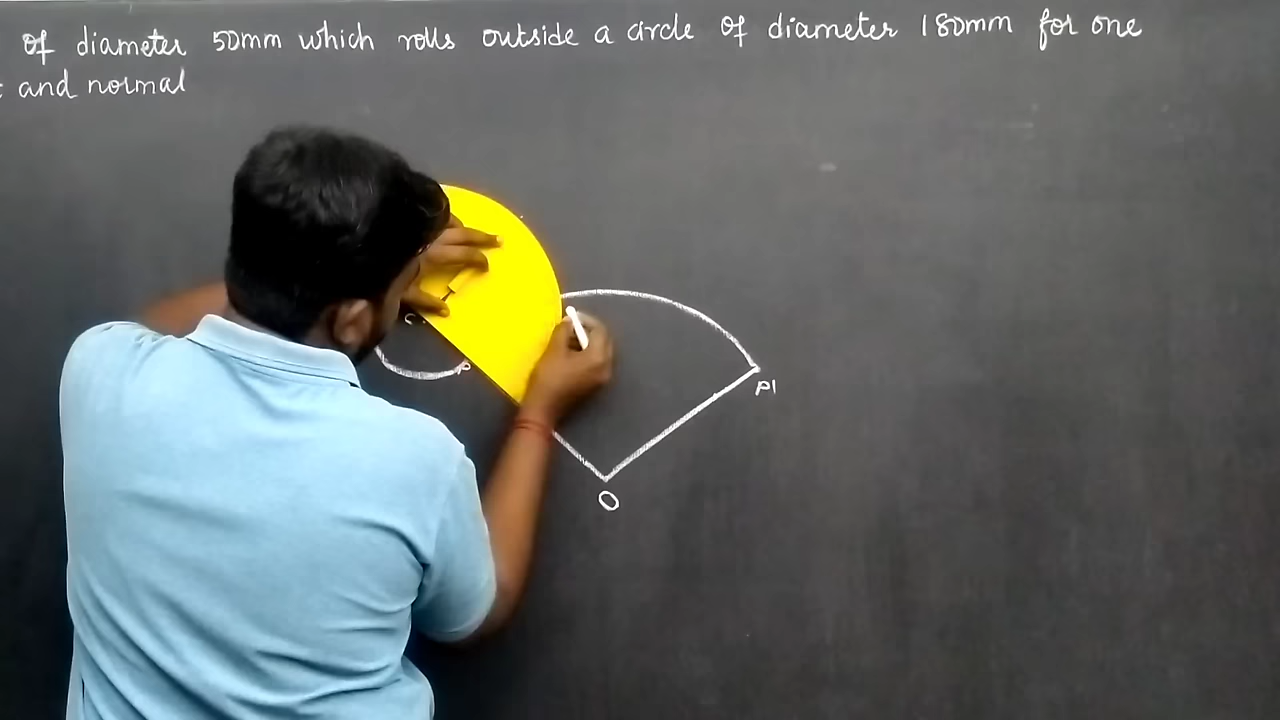 of diameter 50mm which rolls outside a circle of diameter 180mm for one
and normal
C
P
P1
O